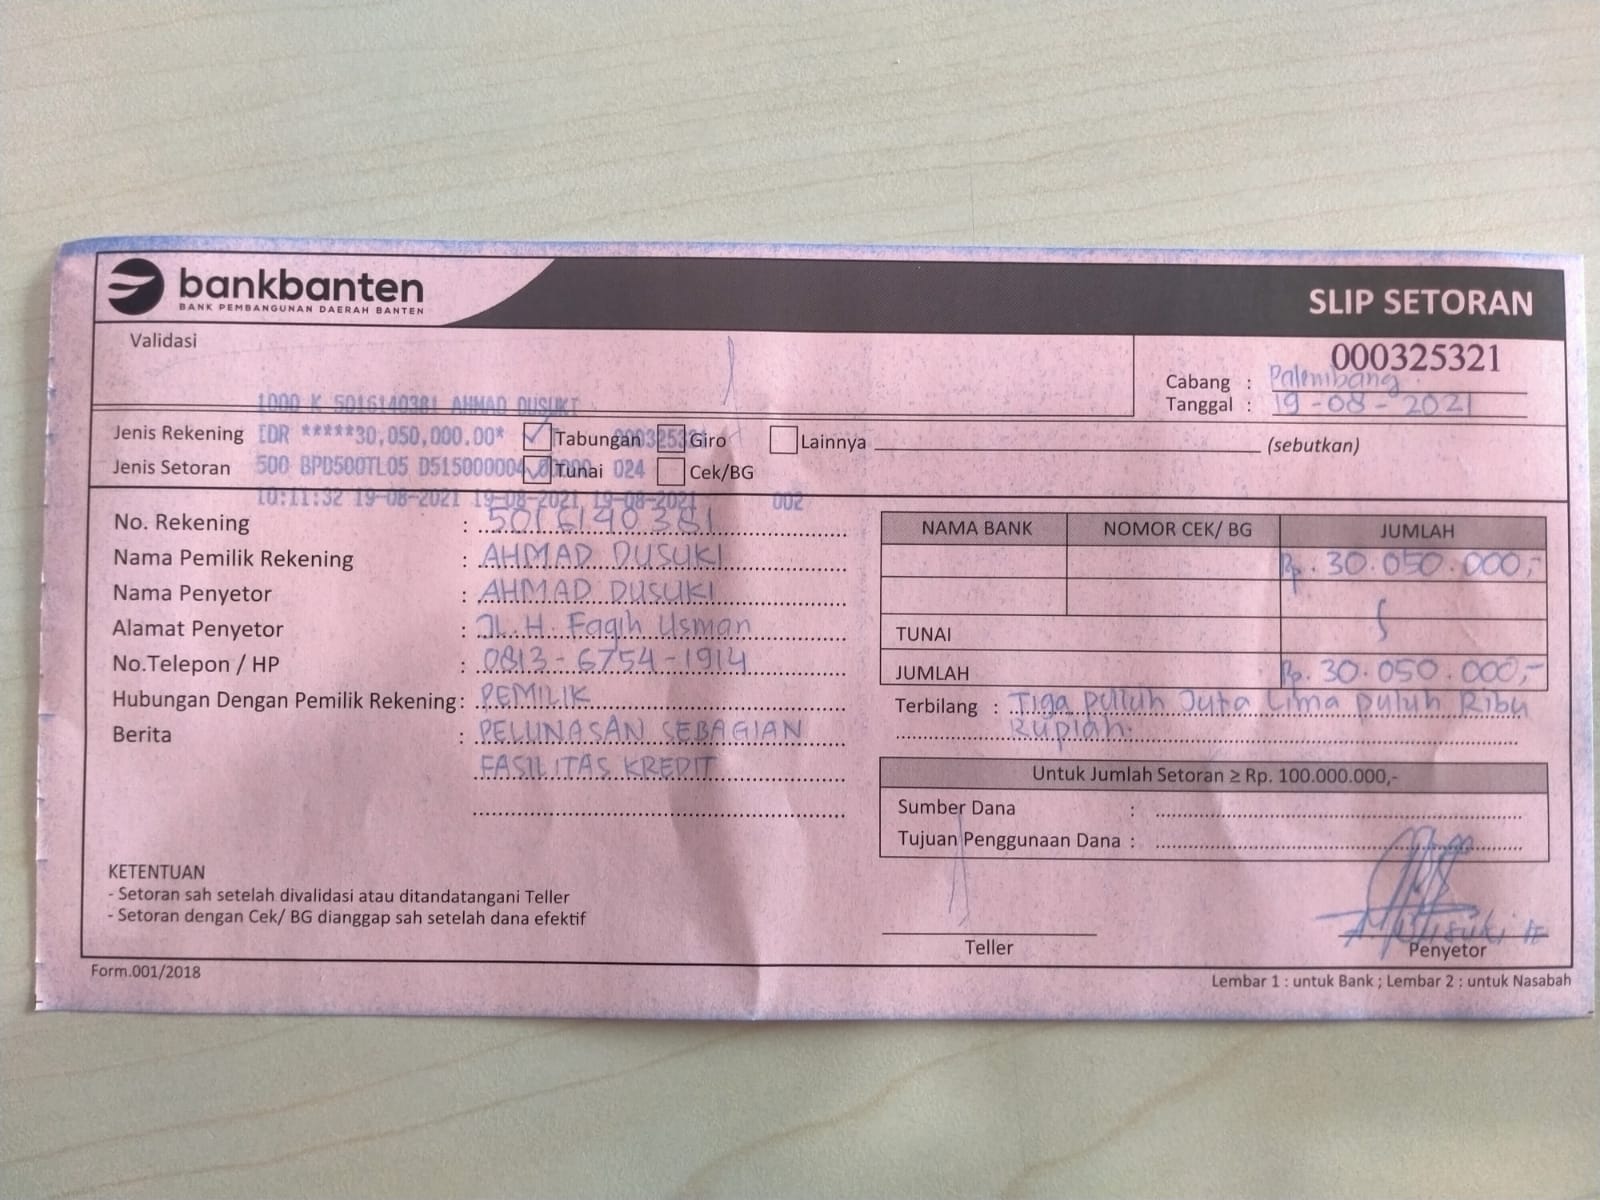 bankbanten
BANK PEMBANGUNAN DAERAH BANTEN
SLIP SETORAN
Validasi
000325321
Cabang : Palembang
Tanggal : 19-08-2021
1000 K 5016140381 AHMAD DUSUKI
Jenis Rekening IDR *****30,050,000.00* Tabungan Giro Lainnya (sebutkan)
Jenis Setoran 500 BPD500TL05 D515000004 Tunai 024 Cek/BG
10:11:32 19-08-2021 19-08-2021 19-08-2021 002
No. Rekening : 5016140381
Nama Pemilik Rekening : AHMAD DUSUKI
Nama Penyetor : AHMAD DUSUKI
Alamat Penyetor : JL. H. Faqih Usman
No.Telepon / HP : 0813-6754-1914
Hubungan Dengan Pemilik Rekening: PEMILIK
Berita : PELUNASAN SEBAGIAN
FASILITAS KREDIT
NAMA BANK NOMOR CEK/ BG JUMLAH
Rp. 30.050.000,-
TUNAI
JUMLAH Rp. 30.050.000,-
Terbilang : Tiga puluh Juta Lima puluh Ribu
Rupiah.
Untuk Jumlah Setoran ≥ Rp. 100.000.000,-
Sumber Dana :
Tujuan Penggunaan Dana :
KETENTUAN
- Setoran sah setelah divalidasi atau ditandatangani Teller
- Setoran dengan Cek/ BG dianggap sah setelah dana efektif
Teller
Penyetor
Form.001/2018
Lembar 1 : untuk Bank ; Lembar 2 : untuk Nasabah